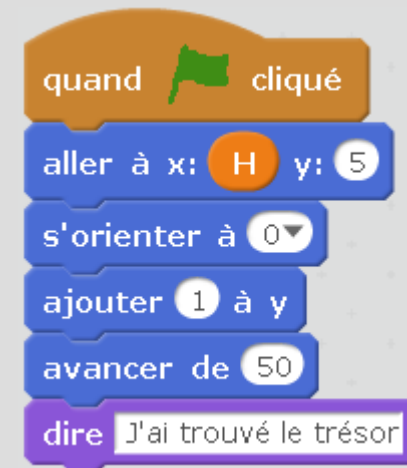 quand cliqué
aller à x: H y: 5
s'orienter à 0
ajouter 1 à y
avancer de 50
dire J'ai trouvé le trésor